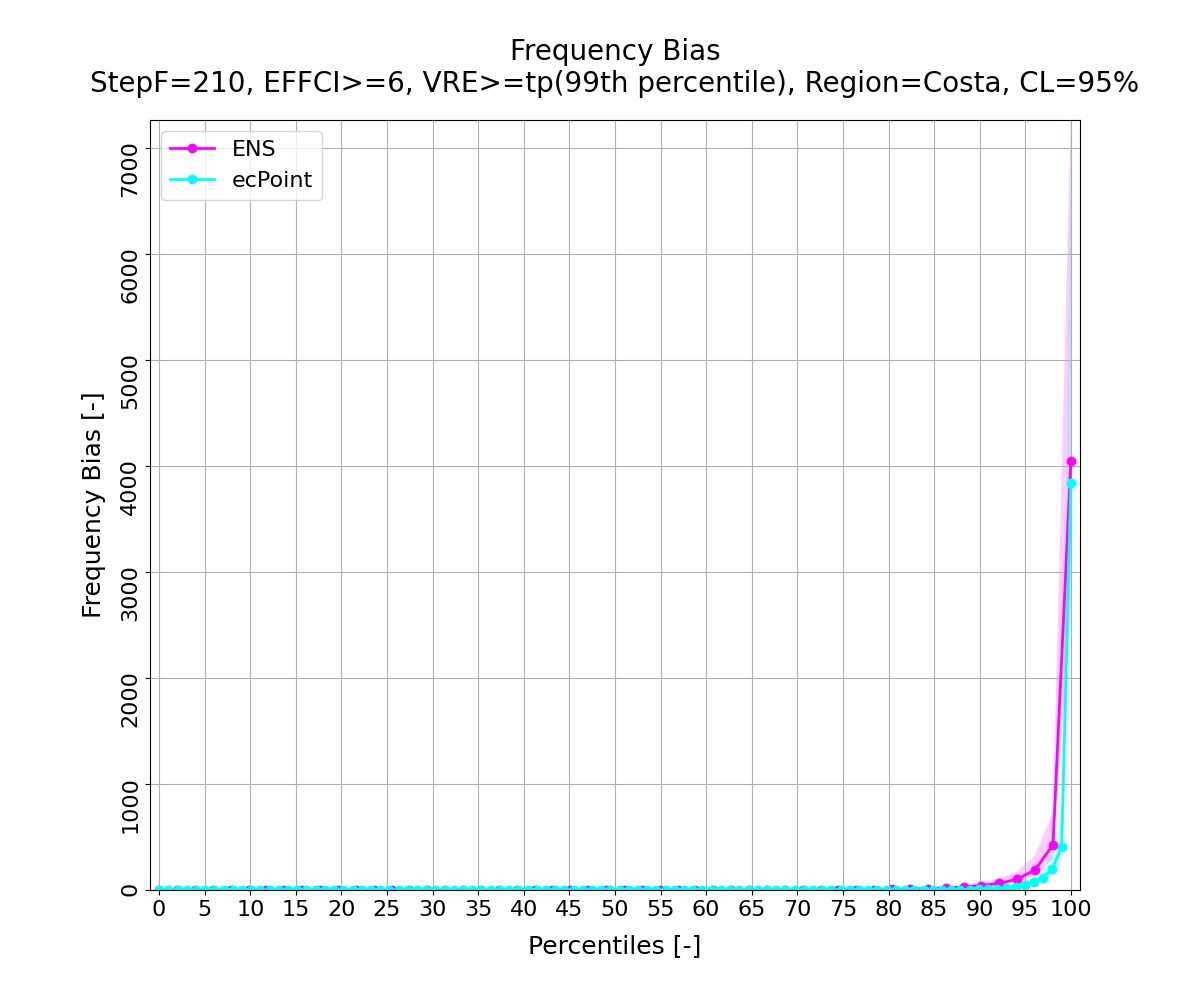 Frequency Bias
StepF=210, EFFCI>=6, VRE>=tp(99th percentile), Region=Costa, CL=95%
ENS
ecPoint
Frequency Bias [-]
7000
6000
5000
4000
3000
2000
1000
0
0 5 10 15 20 25 30 35 40 45 50 55 60 65 70 75 80 85 90 95 100
Percentiles [-]